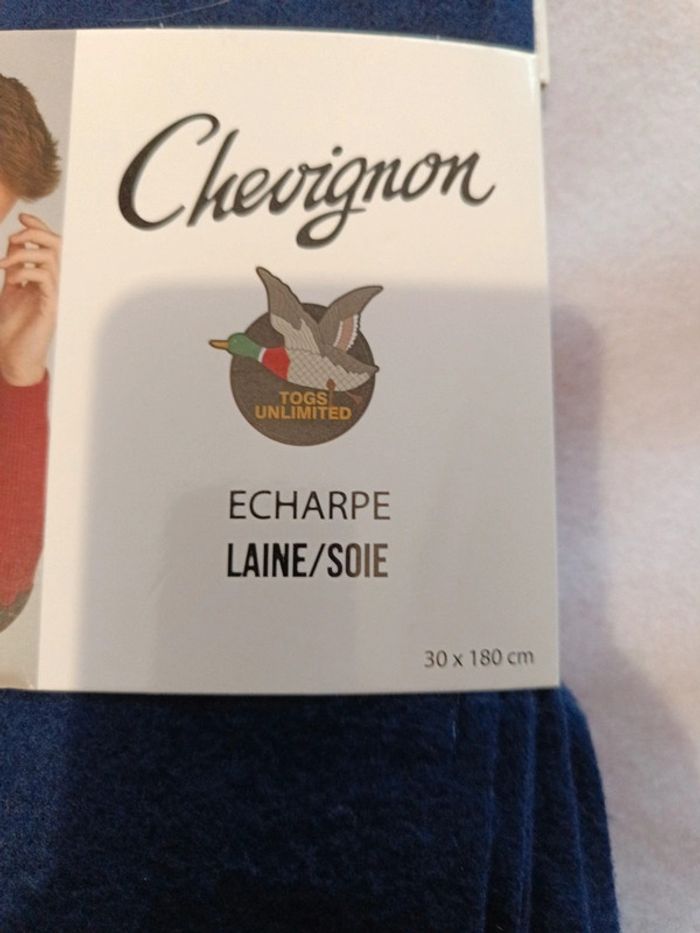 Chevignon
TOGS
UNLIMITED
ECHARPE
LAINE/SOIE
30 x 180 cm